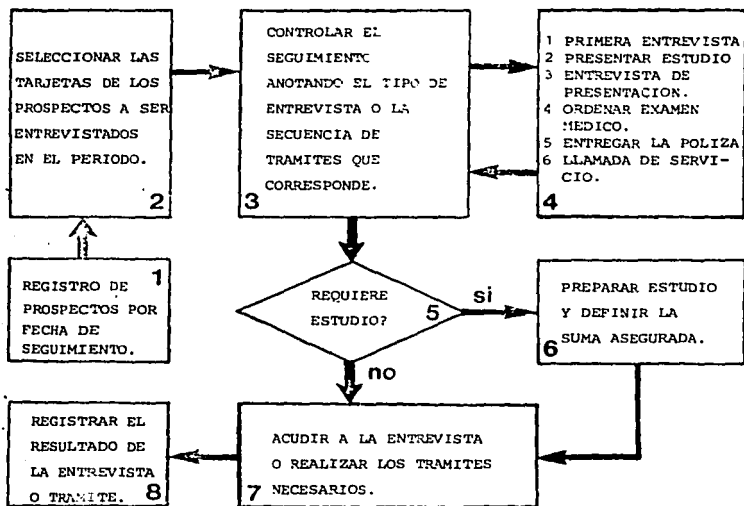 SELECCIONAR LAS
TARJETAS DE LOS
PROSPECTOS A SER
ENTREVISTADOS
EN EL PERIODO.
2
CONTROLAR EL
SEGUIMIENTO
ANOTANDO EL TIPO DE
ENTREVISTA O LA
SECUENCIA DE
TRAMITES QUE
CORRESPONDE.
3
1 PRIMERA ENTREVISTA
2 PRESENTAR ESTUDIO
3 ENTREVISTA DE
PRESENTACION.
4 ORDENAR EXAMEN
MEDICO.
5 ENTREGAR LA POLIZA
6 LLAMADA DE SERVI-
CIO.
4
1
REGISTRO DE
PROSPECTOS POR
FECHA DE
SEGUIMIENTO.
REQUIERE
ESTUDIO?
5
si
no
PREPARAR ESTUDIO
Y DEFINIR LA
SUMA ASEGURADA.
6
REGISTRAR EL
RESULTADO DE
LA ENTREVISTA
O TRAMITE.
8
ACUDIR A LA ENTREVISTA
O REALIZAR LOS TRAMITES
NECESARIOS.
7